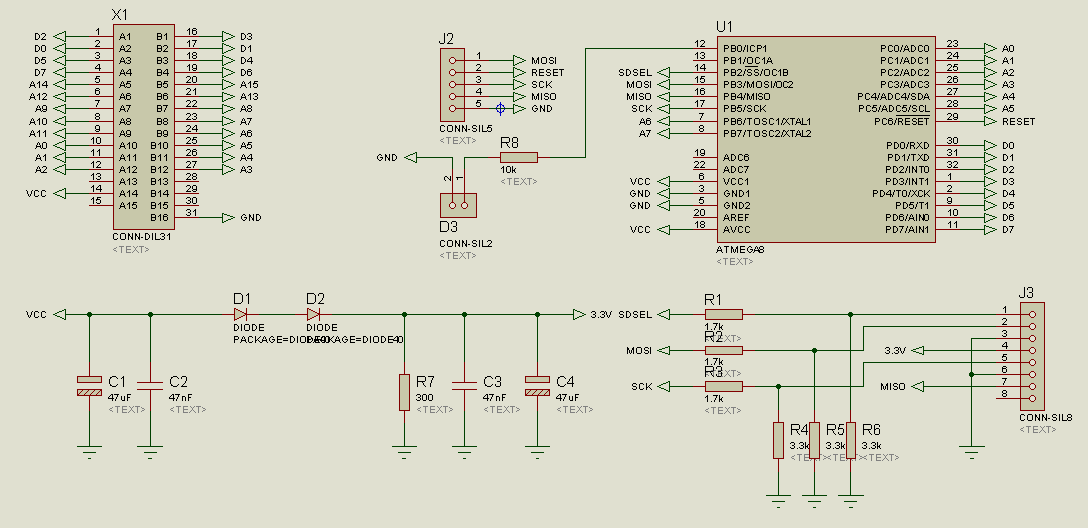 X1
D2 1 A1 B1 16 D3
D0 2 A2 B2 17 D1
D5 3 A3 B3 18 D4
D7 4 A4 B4 19 D6
A14 5 A5 B5 20 A15
A12 6 A6 B6 21 A13
A9 7 A7 B7 22 A8
A10 8 A8 B8 23 A7
A11 9 A9 B9 24 A6
A0 10 A10 B10 25 A5
A1 11 A11 B11 26 A4
A2 12 A12 B12 27 A3
13 A13 B13 28
VCC 14 A14 B14 29
15 A15 B15 30
B16 31 GND
CONN-DIL31
<TEXT>
J2
1 MOSI
2 RESET
3 SCK
4 MISO
5 GND
CONN-SIL5
<TEXT>
R8
10k
<TEXT>
GND
2 1
D3
CONN-SIL2
<TEXT>
U1
12 PB0/ICP1 PC0/ADC0 23 A0
13 PB1/OC1A PC1/ADC1 24 A1
SDSEL 14 PB2/SS/OC1B PC2/ADC2 25 A2
MOSI 15 PB3/MOSI/OC2 PC3/ADC3 26 A3
MISO 16 PB4/MISO PC4/ADC4/SDA 27 A4
SCK 17 PB5/SCK PC5/ADC5/SCL 28 A5
A6 7 PB6/TOSC1/XTAL1 PC6/RESET 29 RESET
A7 8 PB7/TOSC2/XTAL2
PD0/RXD 30 D0
19 ADC6 PD1/TXD 31 D1
22 ADC7 PD2/INT0 32 D2
VCC 6 VCC1 PD3/INT1 1 D3
GND 3 GND1 PD4/T0/XCK 2 D4
GND 5 GND2 PD5/T1 9 D5
20 AREF PD6/AIN0 10 D6
VCC 18 AVCC PD7/AIN1 11 D7
ATMEGA8
<TEXT>
VCC
D1
DIODE
PACKAGE=DIODE40
D2
DIODE
PACKAGE=DIODE40
3.3V
C1
47uF
<TEXT>
C2
47nF
<TEXT>
R7
300
<TEXT>
C3
47nF
<TEXT>
C4
47uF
<TEXT>
SDSEL
R1
1.7k
<TEXT>
MOSI
R2
1.7k
<TEXT>
SCK
R3
1.7k
<TEXT>
R4
3.3k
<TEXT>
R5
3.3k
<TEXT>
R6
3.3k
<TEXT>
J3
1
2
3
3.3V 4
5
6
MISO 7
8
CONN-SIL8
<TEXT>